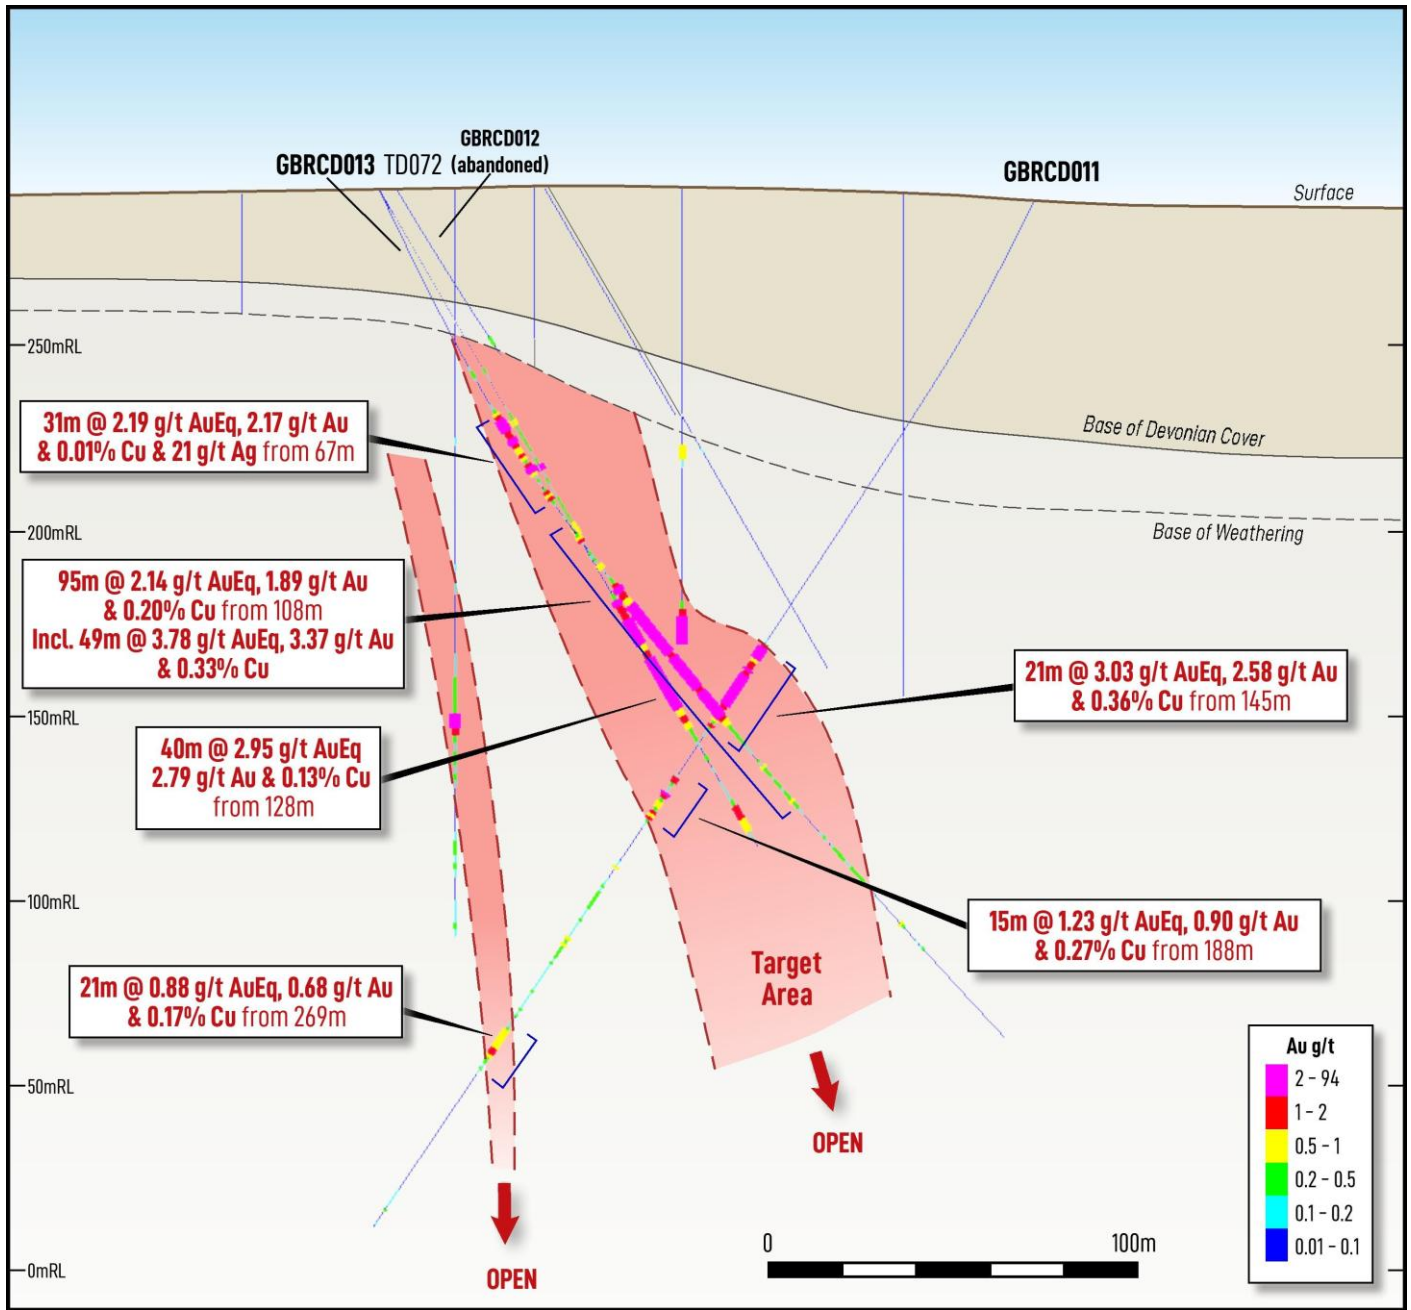 GBRCD012
GBRCD013 TD072 (abandoned)
GBRCD011
Surface
250mRL
31m @ 2.19 g/t AuEq, 2.17 g/t Au
& 0.01% Cu & 21 g/t Ag from 67m
Base of Devonian Cover
200mRL
Base of Weathering
95m @ 2.14 g/t AuEq, 1.89 g/t Au
& 0.20% Cu from 108m
Incl. 49m @ 3.78 g/t AuEq, 3.37 g/t Au
& 0.33% Cu
21m @ 3.03 g/t AuEq, 2.58 g/t Au
& 0.36% Cu from 145m
150mRL
40m @ 2.95 g/t AuEq
2.79 g/t Au & 0.13% Cu
from 128m
100mRL
15m @ 1.23 g/t AuEq, 0.90 g/t Au
& 0.27% Cu from 188m
Target
Area
21m @ 0.88 g/t AuEq, 0.68 g/t Au
& 0.17% Cu from 269m
50mRL
OPEN
OPEN
0mRL
0 100m
Au g/t
2 – 94
1 – 2
0.5 – 1
0.2 – 0.5
0.1 – 0.2
0.01 – 0.1